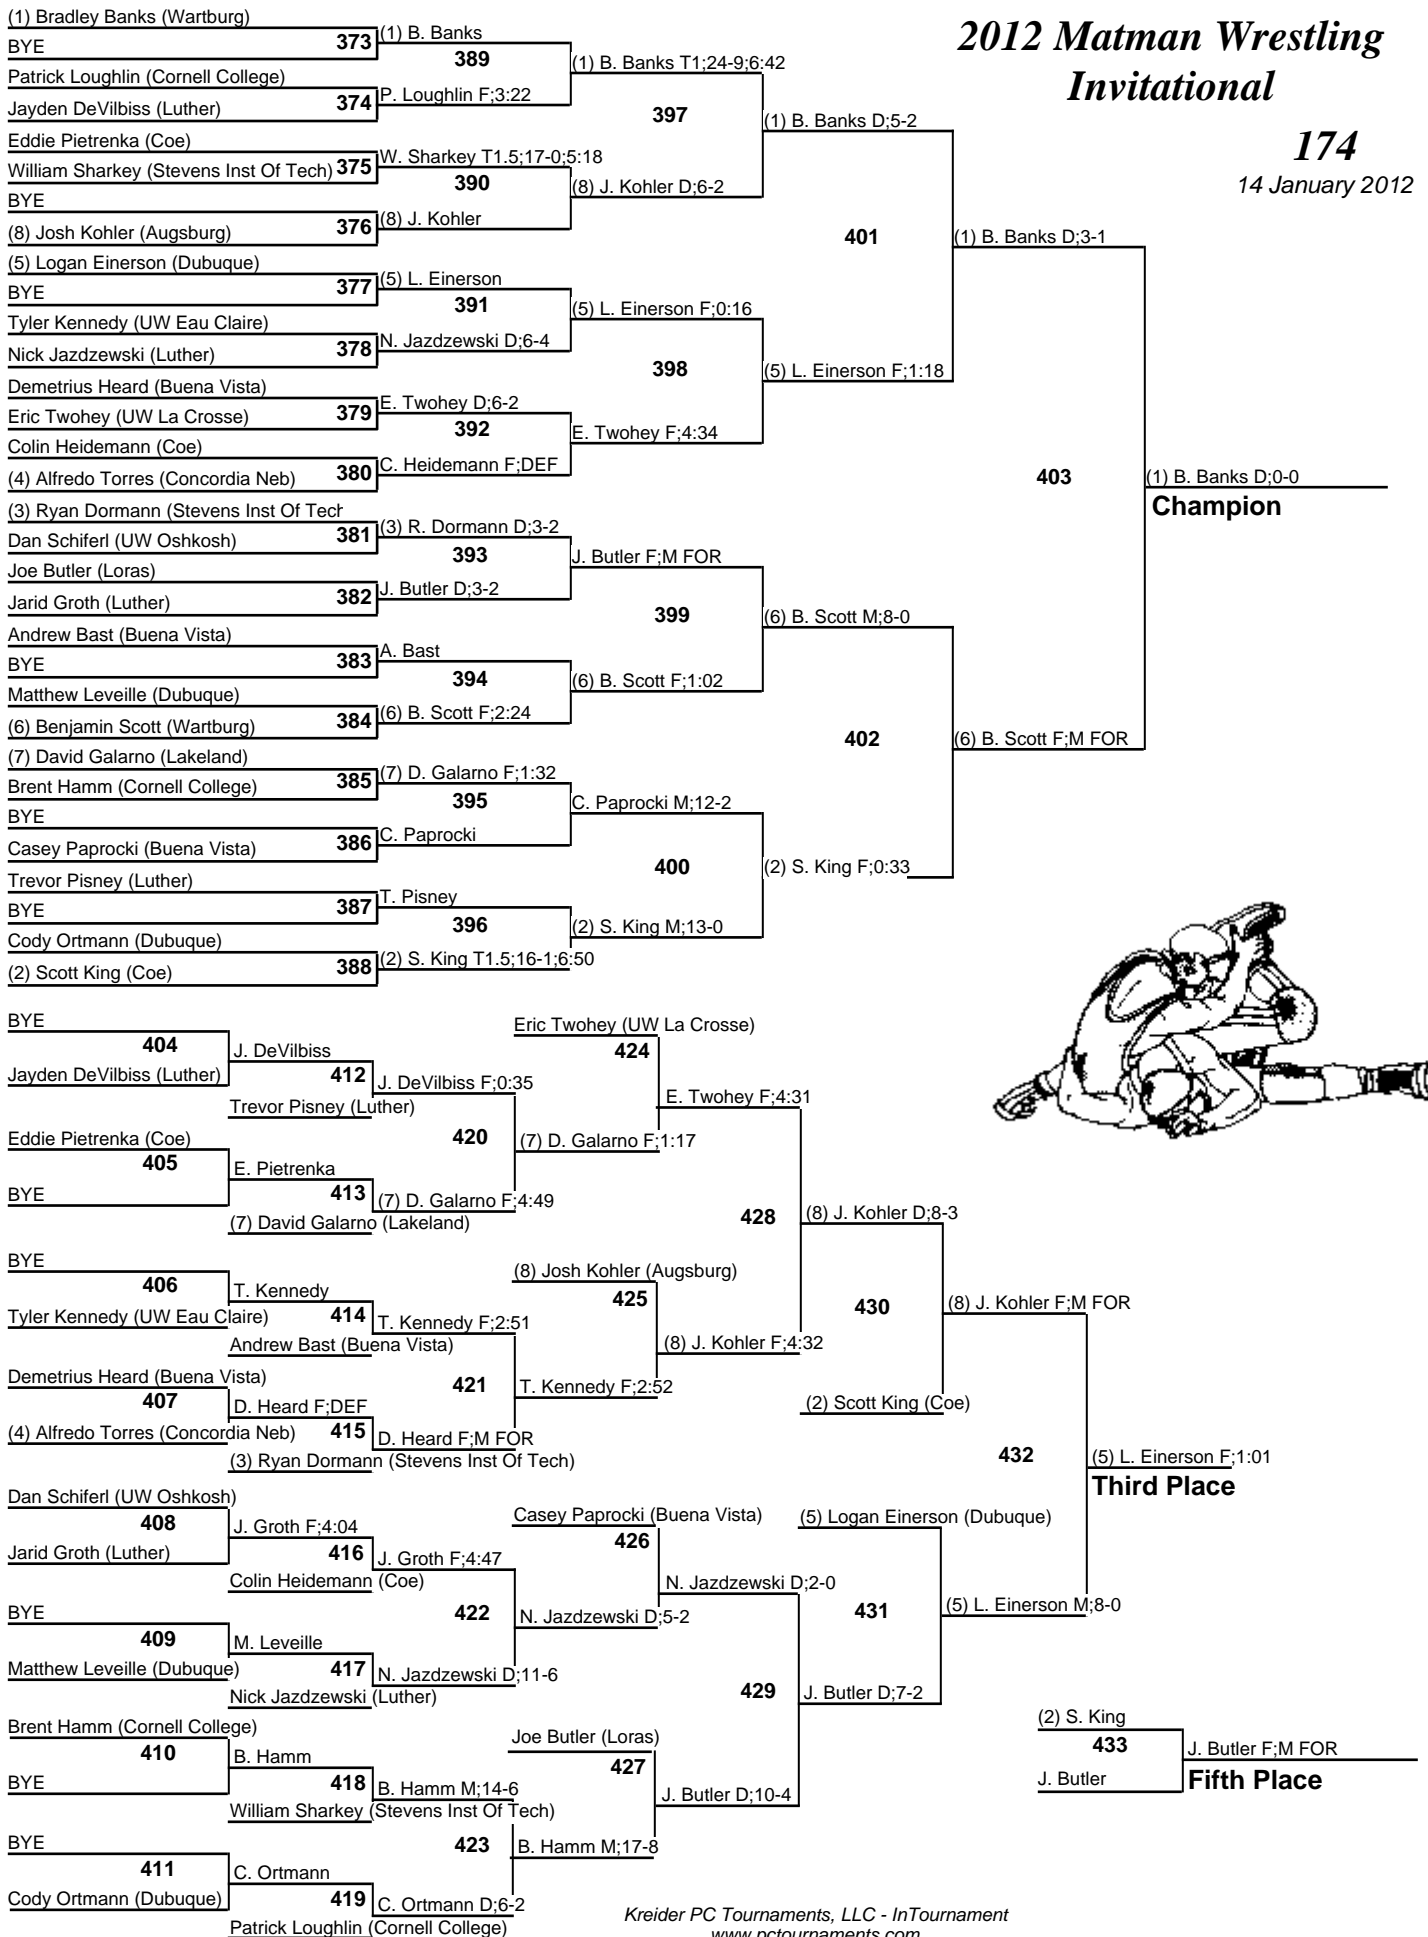 2012 Matman Wrestling
Invitational
174
14 January 2012
(1) Bradley Banks (Wartburg)
BYE
373
(1) B. Banks
389
Patrick Loughlin (Cornell College)
Jayden DeVilbiss (Luther)
374
P. Loughlin F;3:22
(1) B. Banks T1;24-9;6:42
397
Eddie Pietrenka (Coe)
William Sharkey (Stevens Inst Of Tech)
375
W. Sharkey T1.5;17-0;5:18
390
BYE
(8) Josh Kohler (Augsburg)
376
(8) J. Kohler
(8) J. Kohler D;6-2
(1) B. Banks D;5-2
401
(5) Logan Einerson (Dubuque)
BYE
377
(5) L. Einerson
391
Tyler Kennedy (UW Eau Claire)
Nick Jazdzewski (Luther)
378
N. Jazdzewski D;6-4
(5) L. Einerson F;0:16
398
Demetrius Heard (Buena Vista)
Eric Twohey (UW La Crosse)
379
E. Twohey D;6-2
392
Colin Heidemann (Coe)
(4) Alfredo Torres (Concordia Neb)
380
C. Heidemann F;DEF
E. Twohey F;4:34
(5) L. Einerson F;1:18
(1) B. Banks D;3-1
403
(1) B. Banks D;0-0
Champion
(3) Ryan Dormann (Stevens Inst Of Tech
Dan Schiferl (UW Oshkosh)
381
(3) R. Dormann D;3-2
393
Joe Butler (Loras)
Jarid Groth (Luther)
382
J. Butler D;3-2
J. Butler F;M FOR
399
Andrew Bast (Buena Vista)
BYE
383
A. Bast
394
Matthew Leveille (Dubuque)
(6) Benjamin Scott (Wartburg)
384
(6) B. Scott F;2:24
(6) B. Scott F;1:02
(6) B. Scott M;8-0
402
(7) David Galarno (Lakeland)
Brent Hamm (Cornell College)
385
(7) D. Galarno F;1:32
395
BYE
Casey Paprocki (Buena Vista)
386
C. Paprocki
C. Paprocki M;12-2
400
Trevor Pisney (Luther)
BYE
387
T. Pisney
396
Cody Ortmann (Dubuque)
(2) Scott King (Coe)
388
(2) S. King T1.5;16-1;6:50
(2) S. King M;13-0
(2) S. King F;0:33
(6) B. Scott F;M FOR
BYE
404
Jayden DeVilbiss (Luther)
J. DeVilbiss
412
Trevor Pisney (Luther)
J. DeVilbiss F;0:35
420
Eddie Pietrenka (Coe)
405
BYE
E. Pietrenka
413
(7) David Galarno (Lakeland)
(7) D. Galarno F;4:49
Eric Twohey (UW La Crosse)
424
(7) D. Galarno F;1:17
E. Twohey F;4:31
428
BYE
406
Tyler Kennedy (UW Eau Claire)
T. Kennedy
414
Andrew Bast (Buena Vista)
T. Kennedy F;2:51
421
Demetrius Heard (Buena Vista)
407
(4) Alfredo Torres (Concordia Neb)
D. Heard F;DEF
415
(3) Ryan Dormann (Stevens Inst Of Tech)
D. Heard F;M FOR
(8) Josh Kohler (Augsburg)
425
T. Kennedy F;2:52
(8) J. Kohler F;4:32
(8) J. Kohler D;8-3
430
(2) Scott King (Coe)
(8) J. Kohler F;M FOR
432
(5) L. Einerson F;1:01
Third Place
Dan Schiferl (UW Oshkosh)
408
Jarid Groth (Luther)
J. Groth F;4:04
416
Colin Heidemann (Coe)
J. Groth F;4:47
422
BYE
409
Matthew Leveille (Dubuque)
M. Leveille
417
Nick Jazdzewski (Luther)
N. Jazdzewski D;11-6
Casey Paprocki (Buena Vista)
426
N. Jazdzewski D;5-2
N. Jazdzewski D;2-0
429
(5) Logan Einerson (Dubuque)
431
J. Butler D;7-2
(5) L. Einerson M;8-0
Brent Hamm (Cornell College)
410
BYE
B. Hamm
418
William Sharkey (Stevens Inst Of Tech)
B. Hamm M;14-6
423
BYE
411
Cody Ortmann (Dubuque)
C. Ortmann
419
Patrick Loughlin (Cornell College)
C. Ortmann D;6-2
Joe Butler (Loras)
427
B. Hamm M;17-8
J. Butler D;10-4
(2) S. King
433
J. Butler
J. Butler F;M FOR
Fifth Place
Kreider PC Tournaments, LLC - InTournament
www.pctournaments.com